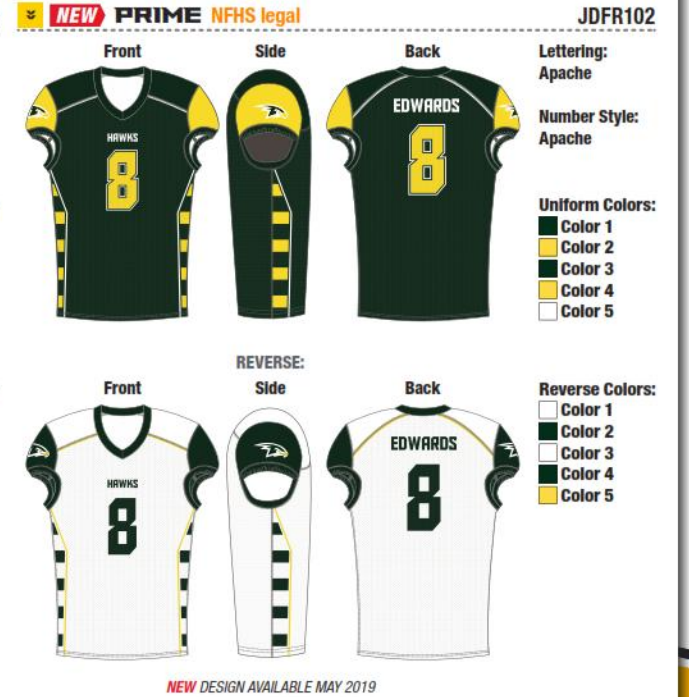 NEW PRIME NFHS legal JDFR102
Front Side Back Lettering:
Apache
Number Style:
Apache
HAWKS
8
EDWARDS
8
Uniform Colors:
Color 1
Color 2
Color 3
Color 4
Color 5
REVERSE:
Front Side Back Reverse Colors:
Color 1
Color 2
Color 3
Color 4
Color 5
HAWKS
8
EDWARDS
8
NEW DESIGN AVAILABLE MAY 2019